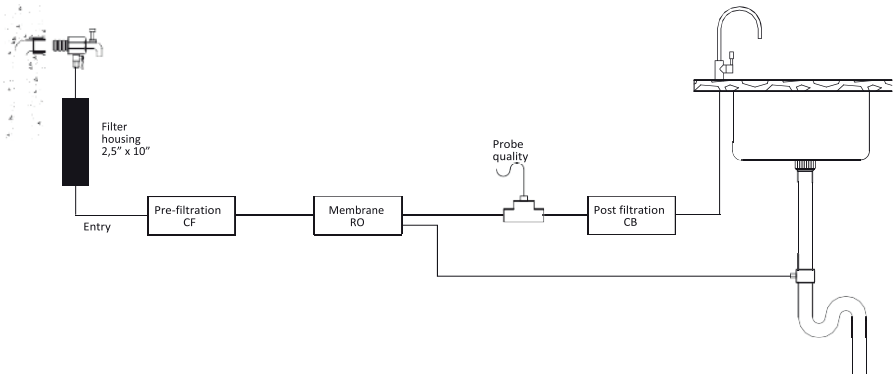 Filter
housing
2,5” x 10”
Entry
Pre-filtration
CF
Membrane
RO
Probe
quality
Post filtration
CB